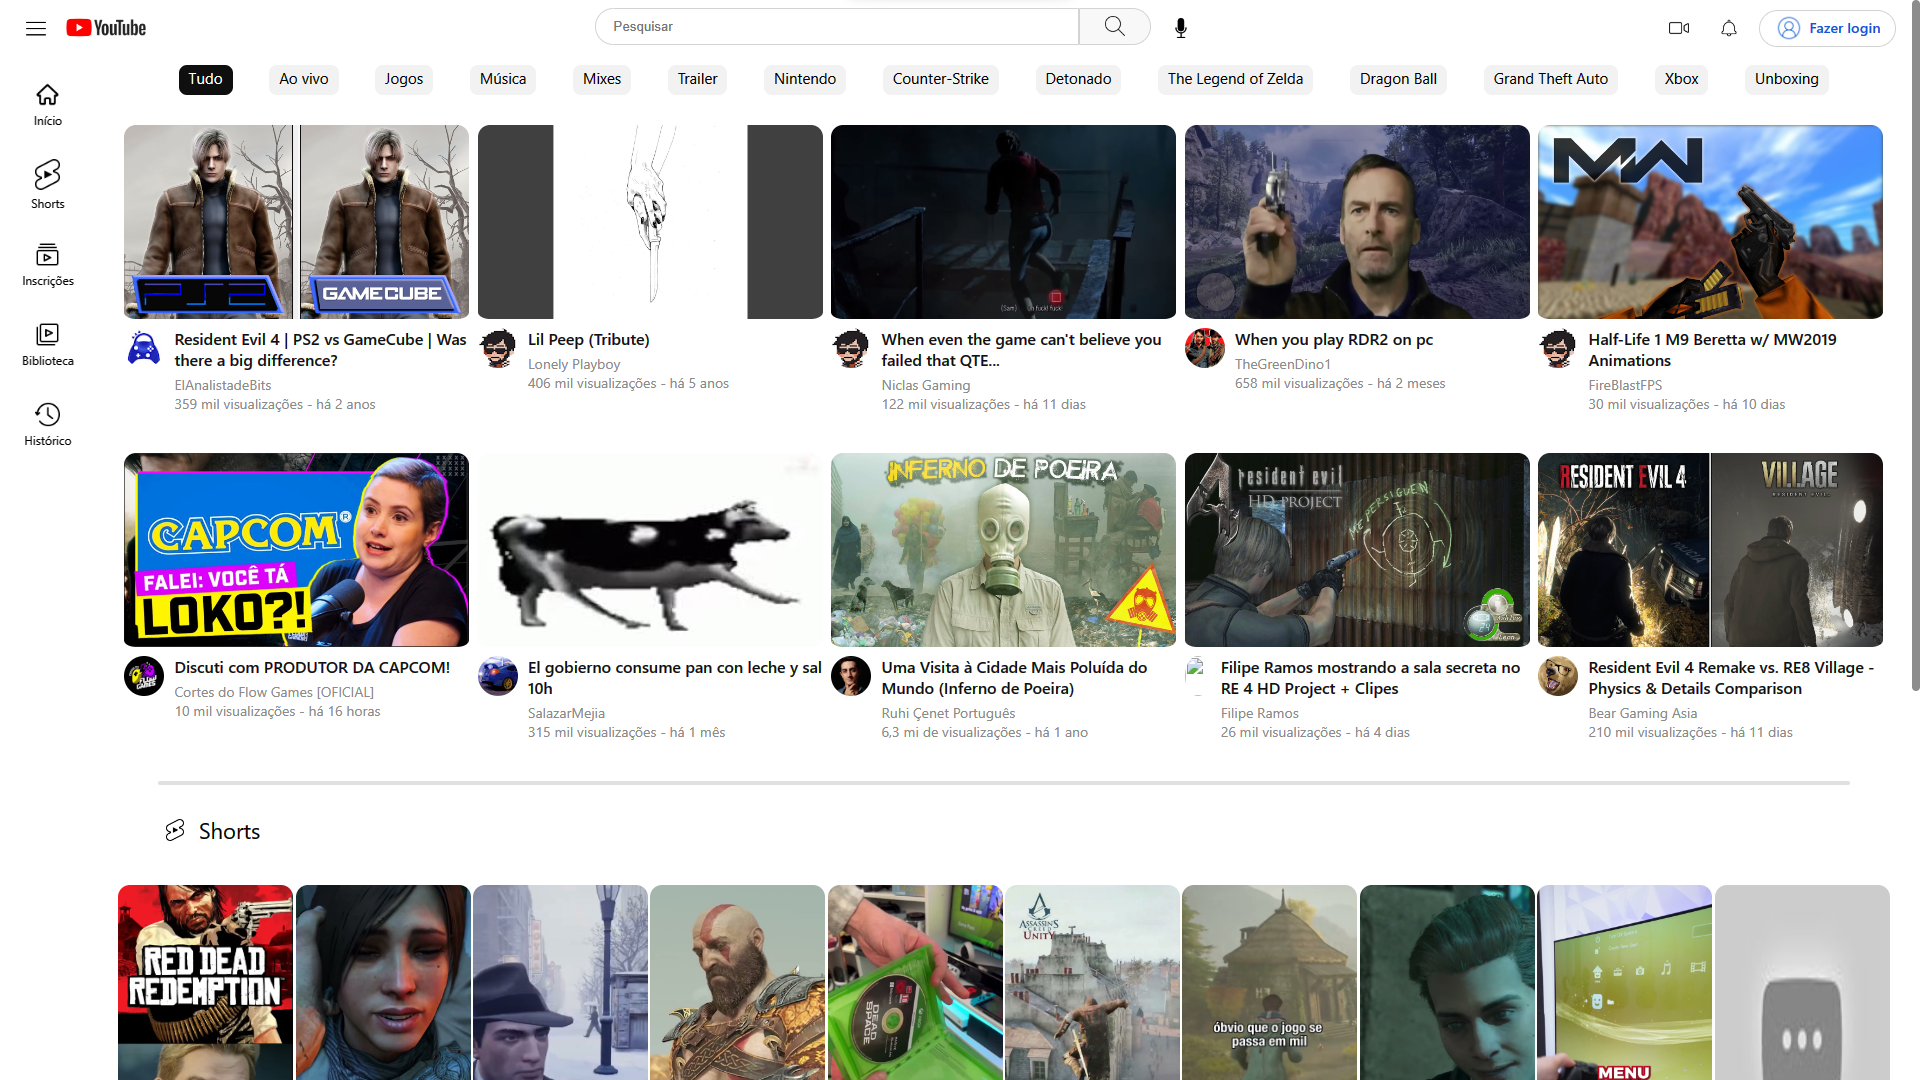 YouTube
Pesquisar
Fazer login
Tudo
Ao vivo
Jogos
Música
Mixes
Trailer
Nintendo
Counter-Strike
Detonado
The Legend of Zelda
Dragon Ball
Grand Theft Auto
Xbox
Unboxing
Início
Shorts
Inscrições
Biblioteca
Histórico
PS2
GAMECUBE
(Sam)
MW
Resident Evil 4 | PS2 vs GameCube | Was
there a big difference?
ElAnalistadeBits
359 mil visualizações - há 2 anos
Lil Peep (Tribute)
Lonely Playboy
406 mil visualizações - há 5 anos
When even the game can't believe you
failed that QTE...
Niclas Gaming
122 mil visualizações - há 11 dias
When you play RDR2 on pc
TheGreenDino1
658 mil visualizações - há 2 meses
Half-Life 1 M9 Beretta w/ MW2019
Animations
FireBlastFPS
30 mil visualizações - há 10 dias
CAPCOM®
FALEI: VOCÊ TÁ
LOKO?!
INFERNO DE POEIRA
4
resident evil
HD PROJECT
ME PERSIGUEN
RESIDENT EVIL 4
VILLAGE
RESIDENT EVIL
Discuti com PRODUTOR DA CAPCOM!
Cortes do Flow Games [OFICIAL]
10 mil visualizações - há 16 horas
El gobierno consume pan con leche y sal
10h
SalazarMejia
315 mil visualizações - há 1 mês
Uma Visita à Cidade Mais Poluída do
Mundo (Inferno de Poeira)
Ruhi Çenet Português
6,3 mi de visualizações - há 1 ano
Filipe Ramos mostrando a sala secreta no
RE 4 HD Project + Clipes
Filipe Ramos
26 mil visualizações - há 4 dias
Resident Evil 4 Remake vs. RE8 Village -
Physics & Details Comparison
Bear Gaming Asia
210 mil visualizações - há 11 dias
Shorts
RED DEAD
REDEMPTION
DEAD
SPACE
ASSASSIN'S
CREED
UNITY
óbvio que o jogo se
passa em mil
MENU